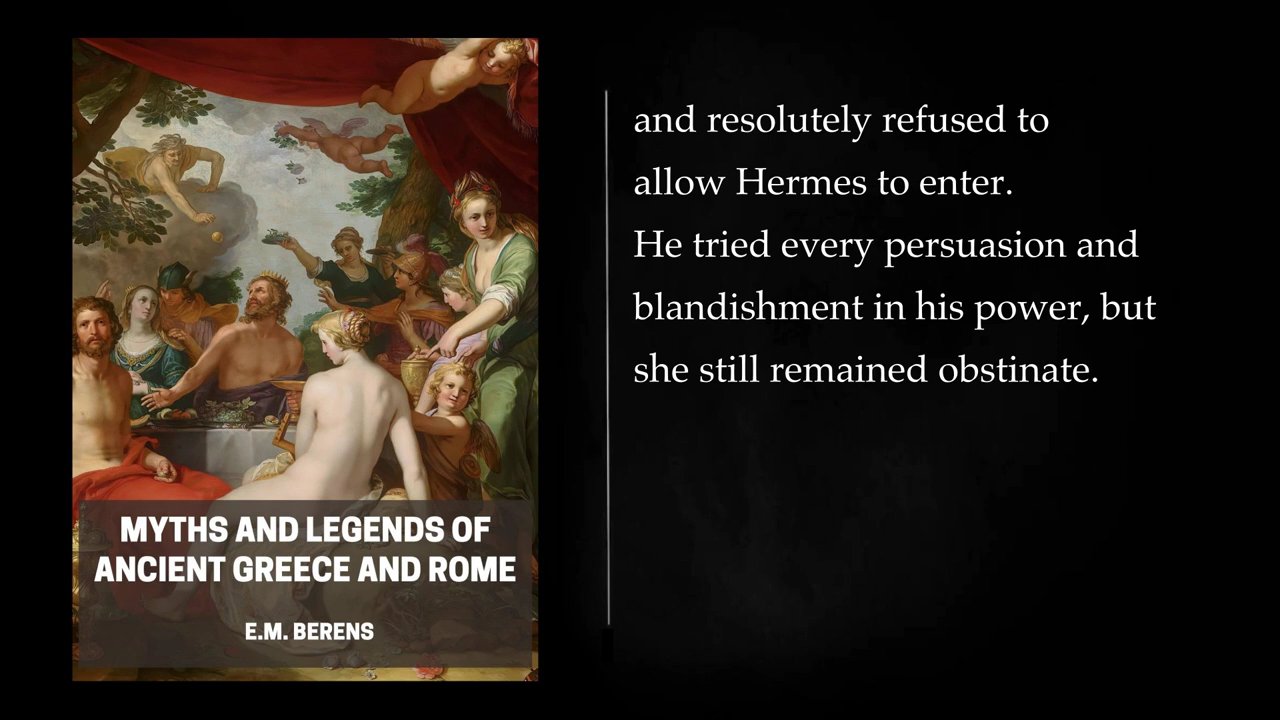 MYTHS AND LEGENDS OF
ANCIENT GREECE AND ROME
E.M. BERENS
and resolutely refused to
allow Hermes to enter.
He tried every persuasion and
blandishment in his power, but
she still remained obstinate.